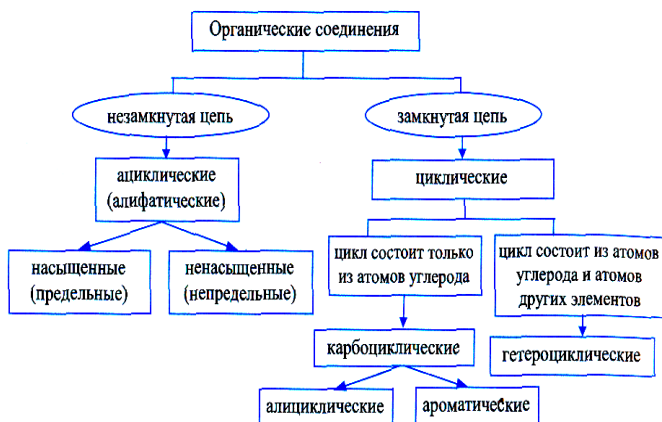 Органические соединения
незамкнутая цепь
замкнутая цепь
ациклические
(алифатические)
циклические
насыщенные
(предельные)
ненасыщенные
(непредельные)
цикл состоит только
из атомов углерода
цикл состоит из атомов
углерода и атомов
других элементов
карбоциклические
гетероциклические
алициклические
ароматические